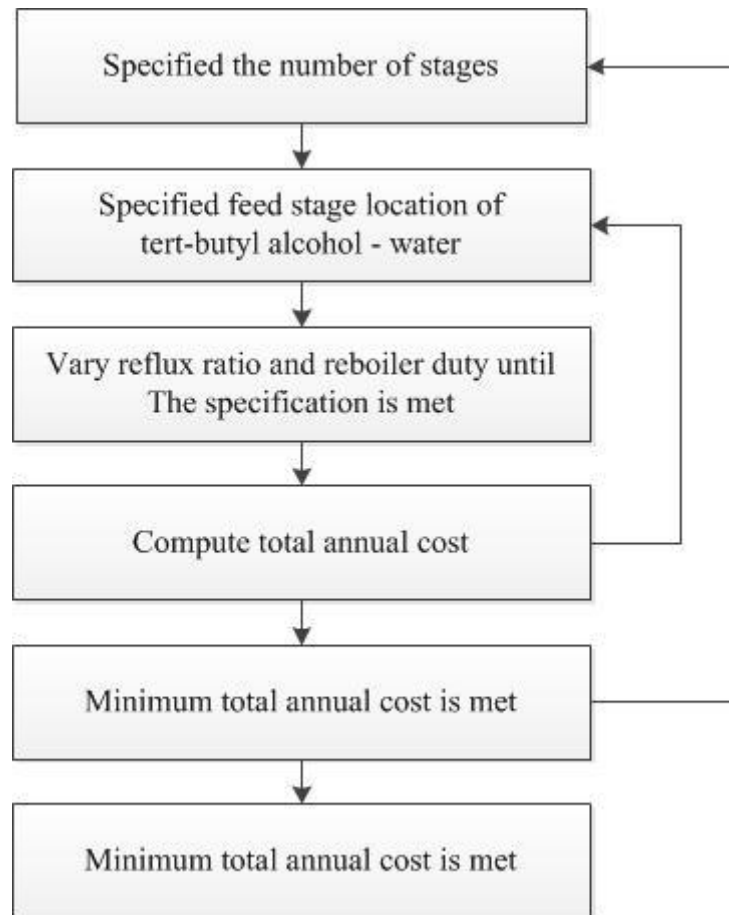 Specified the number of stages
Specified feed stage location of
tert-butyl alcohol - water
Vary reflux ratio and reboiler duty until
The specification is met
Compute total annual cost
Minimum total annual cost is met
Minimum total annual cost is met